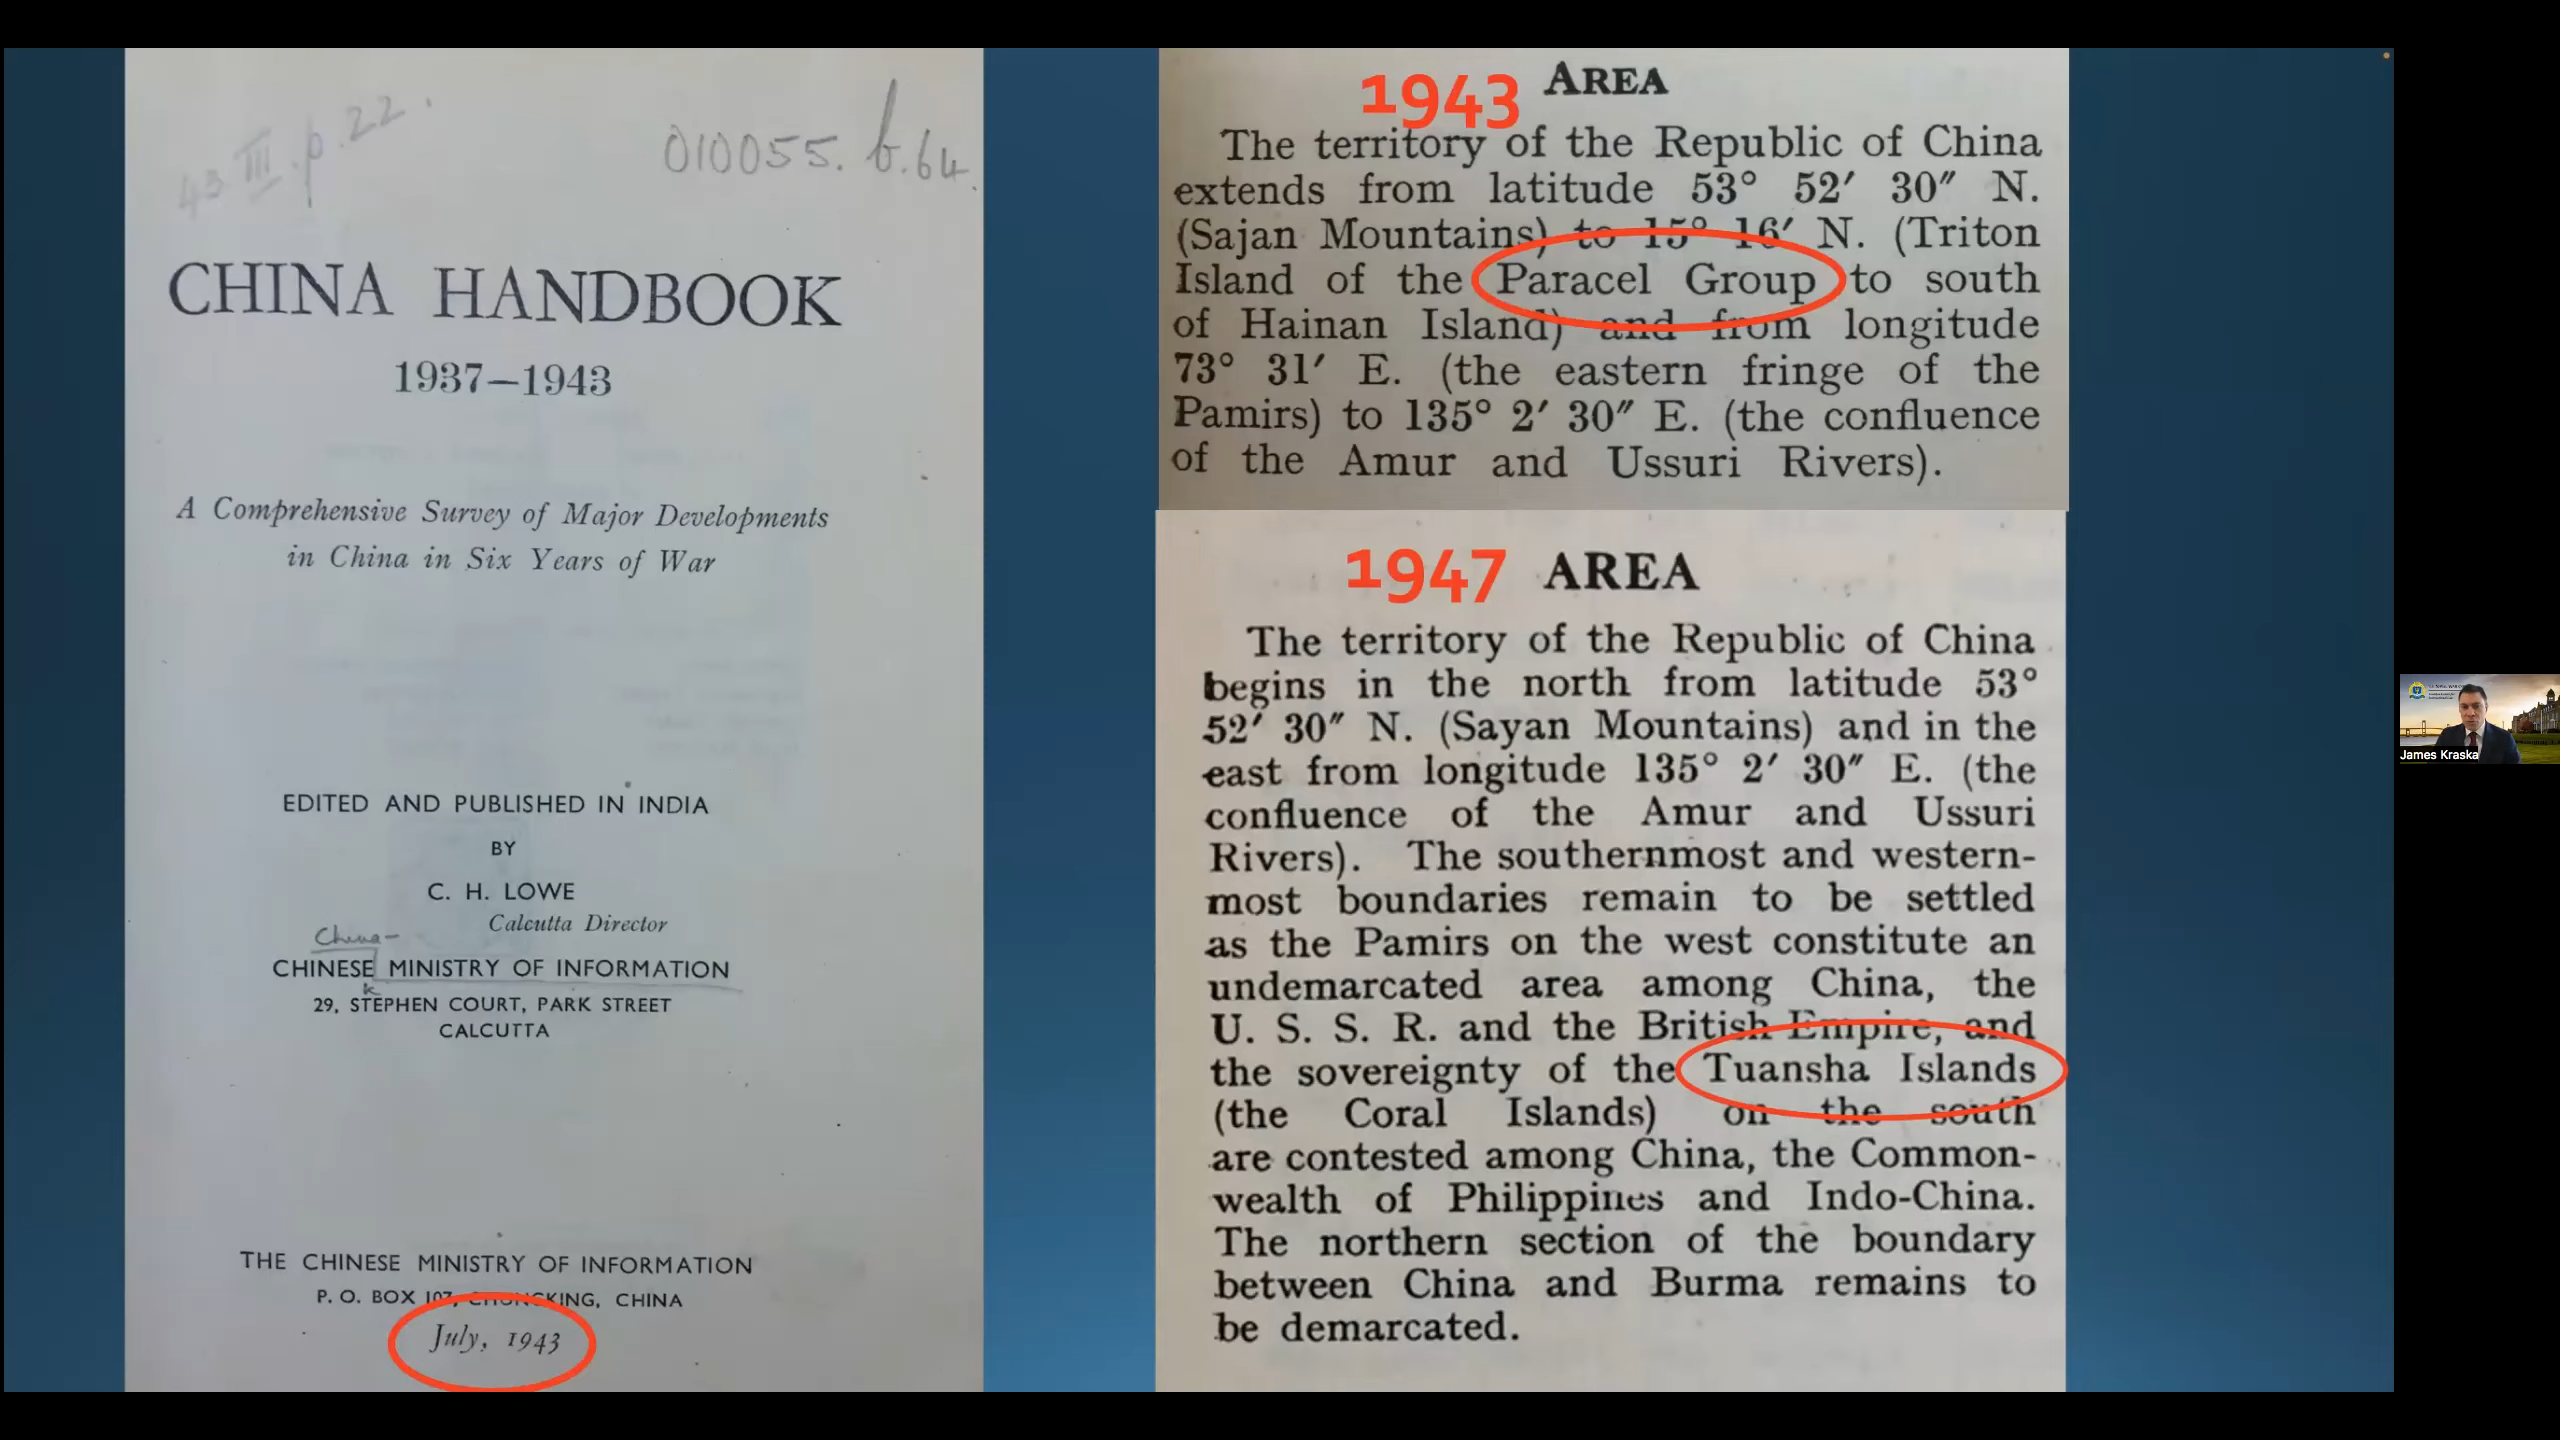 43 III. p. 22.
010055. b. 64.
CHINA HANDBOOK
1937—1943
A Comprehensive Survey of Major Developments
in China in Six Years of War
EDITED AND PUBLISHED IN INDIA
BY
C. H. LOWE
Calcutta Director
China-
CHINESE MINISTRY OF INFORMATION
29, STEPHEN COURT, PARK STREET
CALCUTTA
THE CHINESE MINISTRY OF INFORMATION
P. O. BOX 107, CHUNGKING, CHINA
July, 1943
1943 AREA
The territory of the Republic of China
extends from latitude 53° 52′ 30″ N.
(Sajan Mountains) to 15° 16′ N. (Triton
Island of the Paracel Group to south
of Hainan Island) and from longitude
73° 31′ E. (the eastern fringe of the
Pamirs) to 135° 2′ 30″ E. (the confluence
of the Amur and Ussuri Rivers).
1947 AREA
The territory of the Republic of China
begins in the north from latitude 53°
52′ 30″ N. (Sayan Mountains) and in the
east from longitude 135° 2′ 30″ E. (the
confluence of the Amur and Ussuri
Rivers). The southernmost and western-
most boundaries remain to be settled
as the Pamirs on the west constitute an
undemarcated area among China, the
U. S. S. R. and the British Empire, and
the sovereignty of the Tuansha Islands
(the Coral Islands) on the south
are contested among China, the Common-
wealth of Philippines and Indo-China.
The northern section of the boundary
between China and Burma remains to
be demarcated.
James Kraska